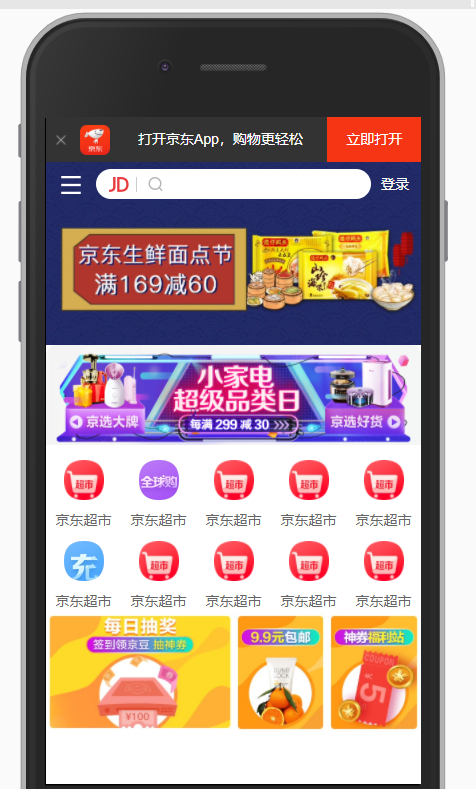 京东
打开京东App，购物更轻松
立即打开
JD
登录
京东生鲜面点节
满169减60
小家电
超级品类日
京选大牌
每满 299 减 30
京选好货
超市
全球购
超市
超市
超市
京东超市
京东超市
京东超市
京东超市
京东超市
充
超市
超市
超市
超市
京东超市
京东超市
京东超市
京东超市
京东超市
每日抽奖
签到领京豆 抽神券
¥100
9.9元包邮
神券福利站
COUPON
5